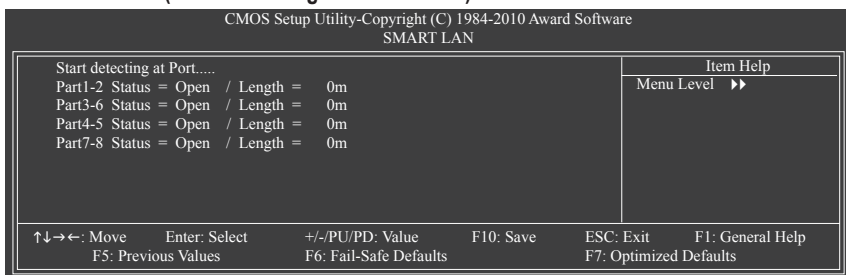 CMOS Setup Utility-Copyright (C) 1984-2010 Award Software
SMART LAN
Start detecting at Port.....
Part1-2 Status = Open / Length = 0m
Part3-6 Status = Open / Length = 0m
Part4-5 Status = Open / Length = 0m
Part7-8 Status = Open / Length = 0m
Item Help
Menu Level ▶▶
↑↓→←: Move Enter: Select +/-/PU/PD: Value F10: Save ESC: Exit F1: General Help
F5: Previous Values F6: Fail-Safe Defaults F7: Optimized Defaults